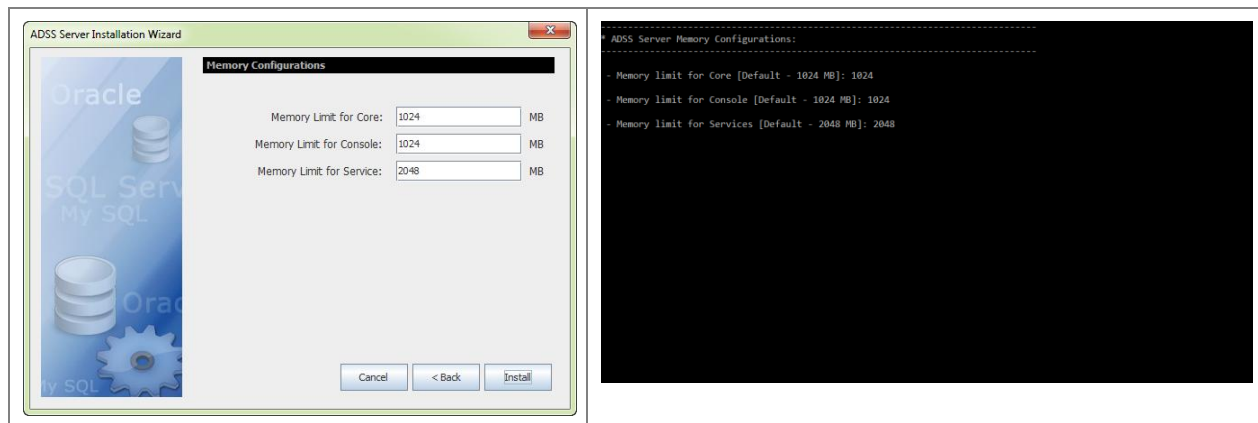 ADSS Server Installation Wizard
Memory Configurations
Oracle
SQL Serv
My SQL
Orac
My SQL
Memory Limit for Core: 1024 MB
Memory Limit for Console: 1024 MB
Memory Limit for Service: 2048 MB
Cancel < Back Install
--------------------------------------------------------------------------------
* ADSS Server Memory Configurations:
--------------------------------------------------------------------------------
- Memory limit for Core [Default - 1024 MB]: 1024
- Memory limit for Console [Default - 1024 MB]: 1024
- Memory limit for Services [Default - 2048 MB]: 2048